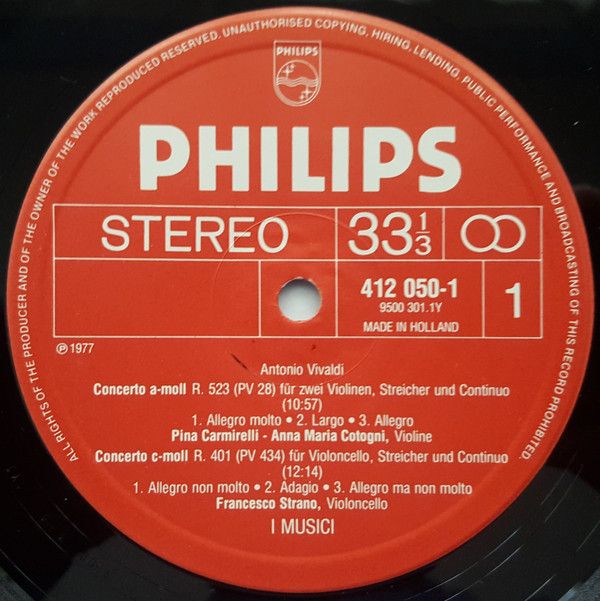 ALL RIGHTS OF THE PRODUCER AND OF THE OWNER OF THE WORK REPRODUCED RESERVED. UNAUTHORISED COPYING, HIRING, LENDING, PUBLIC PERFORMANCE AND BROADCASTING OF THIS RECORD PROHIBITED.
PHILIPS
PHILIPS
STEREO 33 1/3
412 050-1
9500 301.1Y
MADE IN HOLLAND
1
℗ 1977
Antonio Vivaldi
Concerto a-moll R. 523 (PV 28) für zwei Violinen, Streicher und Continuo
(10:57)
1. Allegro molto • 2. Largo • 3. Allegro
Pina Carmirelli - Anna Maria Cotogni, Violine
Concerto c-moll R. 401 (PV 434) für Violoncello, Streicher und Continuo
(12:14)
1. Allegro non molto • 2. Adagio • 3. Allegro ma non molto
Francesco Strano, Violoncello
I MUSICI